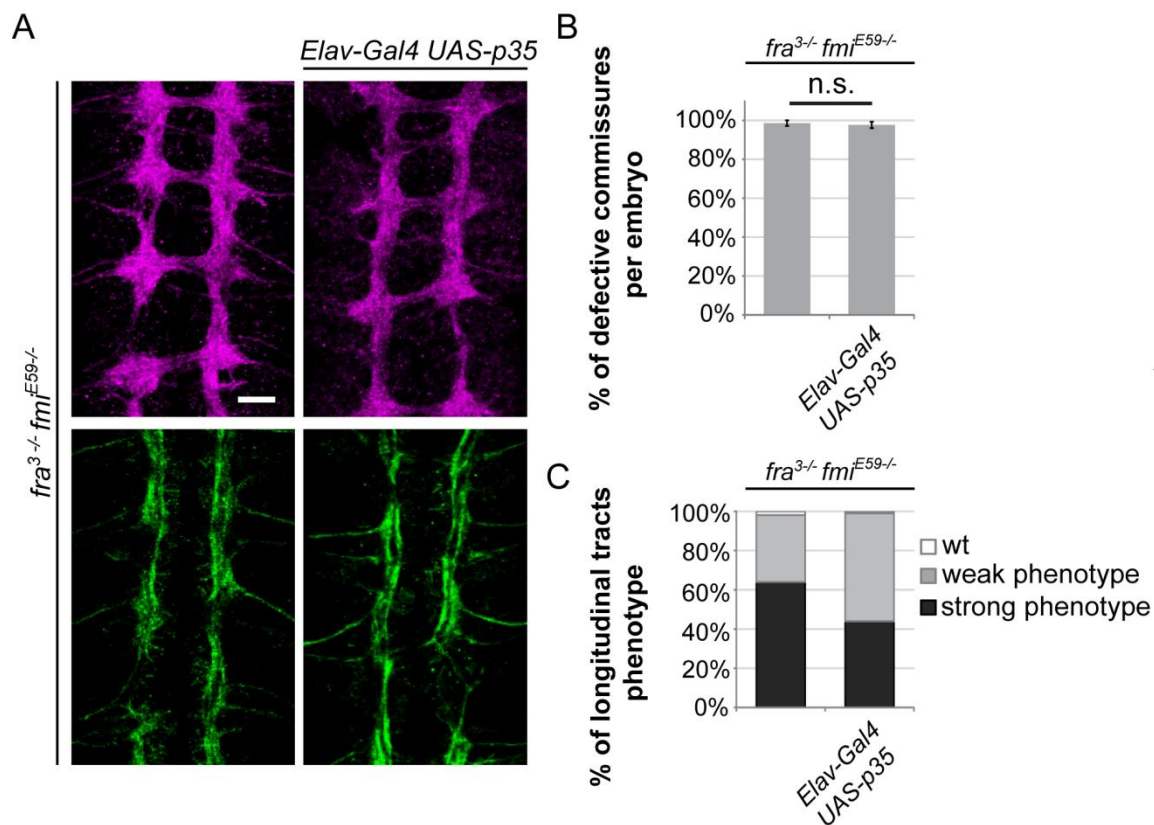 A
Elav-Gal4 UAS-p35
fra3 -/- fmiE59-/-
B
fra3-/- fmiE59-/-
n.s.
100%
80%
60%
40%
20%
0%
% of defective commissures
per embryo
Elav-Gal4
UAS-p35
C
fra3-/- fmiE59-/-
100%
80%
60%
40%
20%
0%
% of longitudinal tracts
phenotype
wt
weak phenotype
strong phenotype
Elav-Gal4
UAS-p35